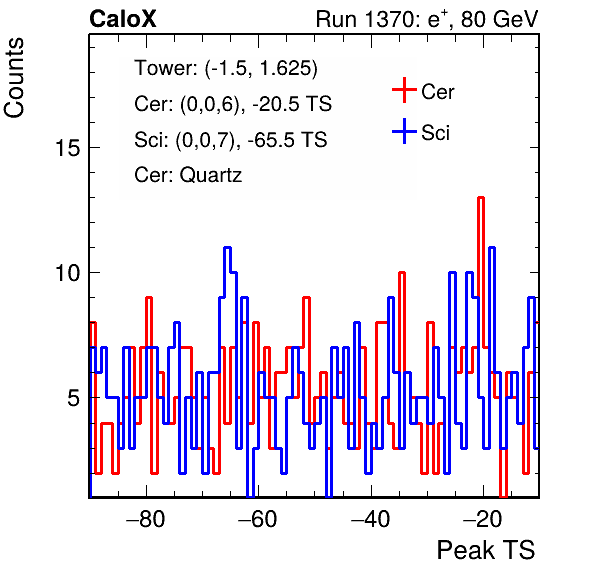 CaloX
Run 1370: e+, 80 GeV
Counts
Tower: (-1.5, 1.625)
Cer: (0,0,6), -20.5 TS
Sci: (0,0,7), -65.5 TS
Cer: Quartz
Cer
Sci
15
10
5
−80 −60 −40 −20
Peak TS